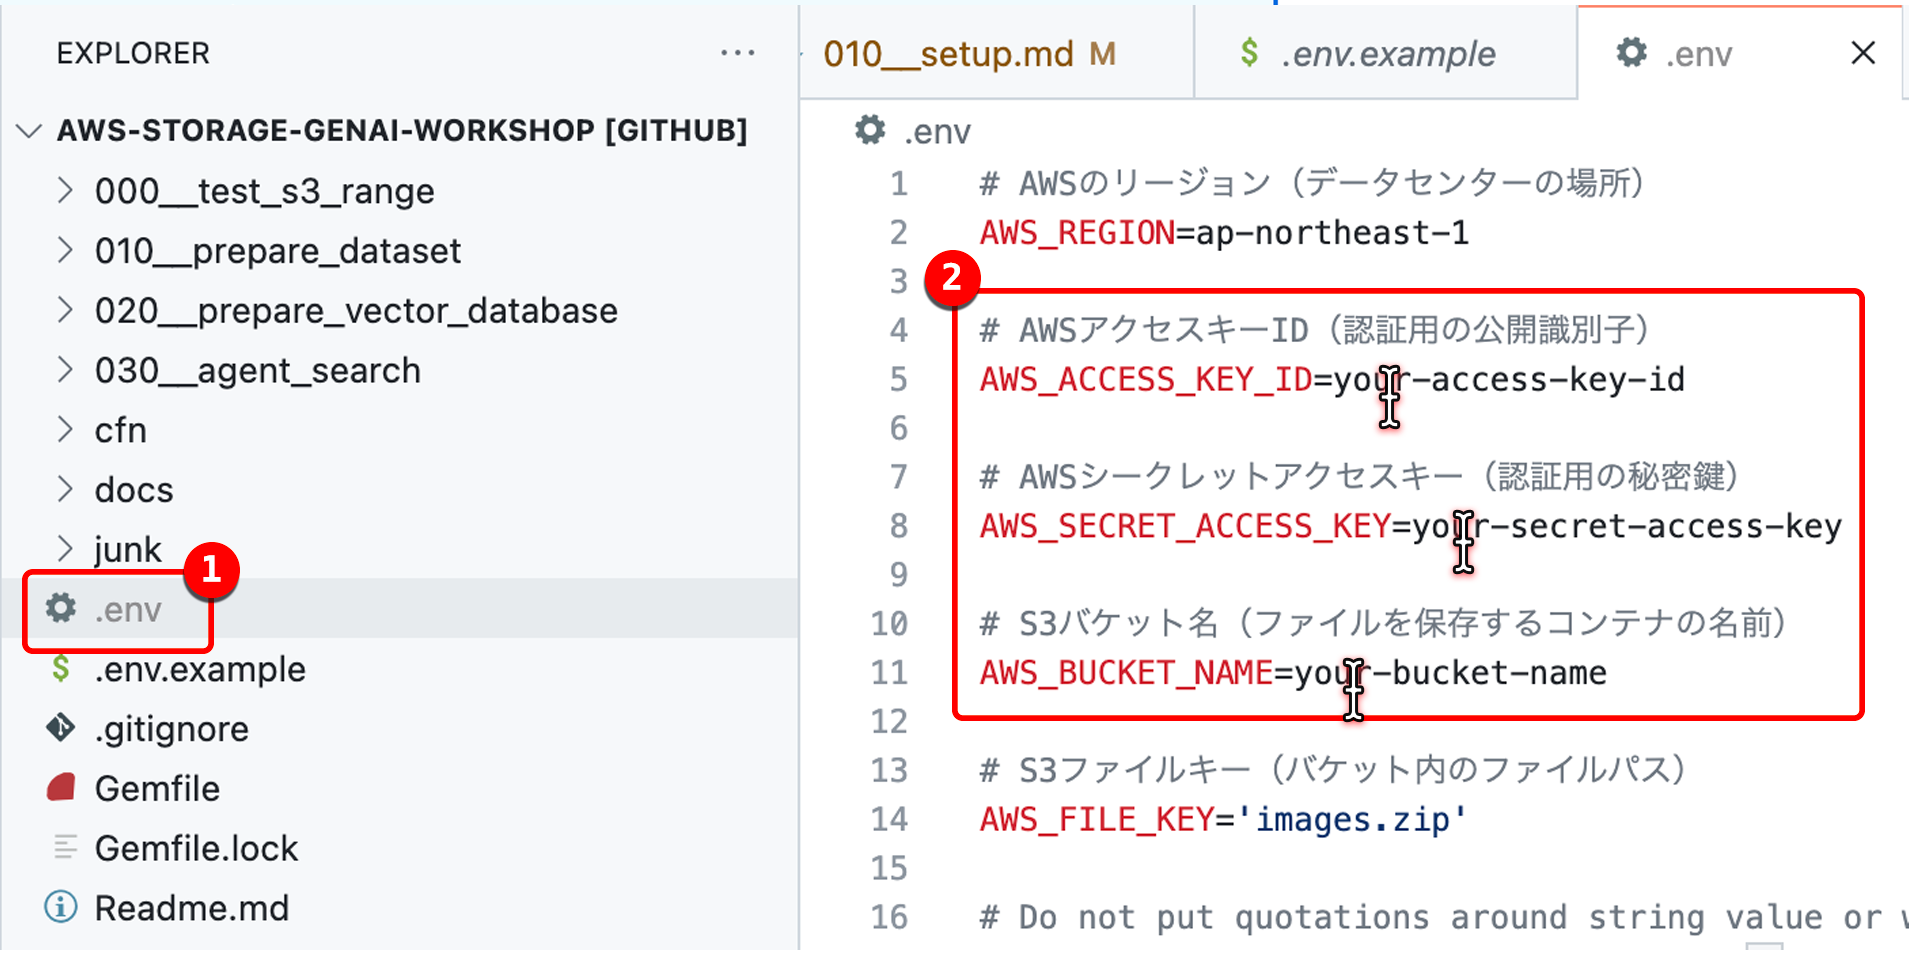 EXPLORER
AWS-STORAGE-GENAI-WORKSHOP [GITHUB]
000__test_s3_range
010__prepare_dataset
020__prepare_vector_database
030__agent_search
cfn
docs
junk
1
.env
$ .env.example
.gitignore
Gemfile
Gemfile.lock
Readme.md
010__setup.md M
$ .env.example
.env
.env
1 # AWSのリージョン（データセンターの場所）
2 AWS_REGION=ap-northeast-1
3
2
4 # AWSアクセスキーID（認証用の公開識別子）
5 AWS_ACCESS_KEY_ID=your-access-key-id
6
7 # AWSシークレットアクセスキー（認証用の秘密鍵）
8 AWS_SECRET_ACCESS_KEY=your-secret-access-key
9
10 # S3バケット名（ファイルを保存するコンテナの名前）
11 AWS_BUCKET_NAME=your-bucket-name
12
13 # S3ファイルキー（バケット内のファイルパス）
14 AWS_FILE_KEY='images.zip'
15
16 # Do not put quotations around string value or